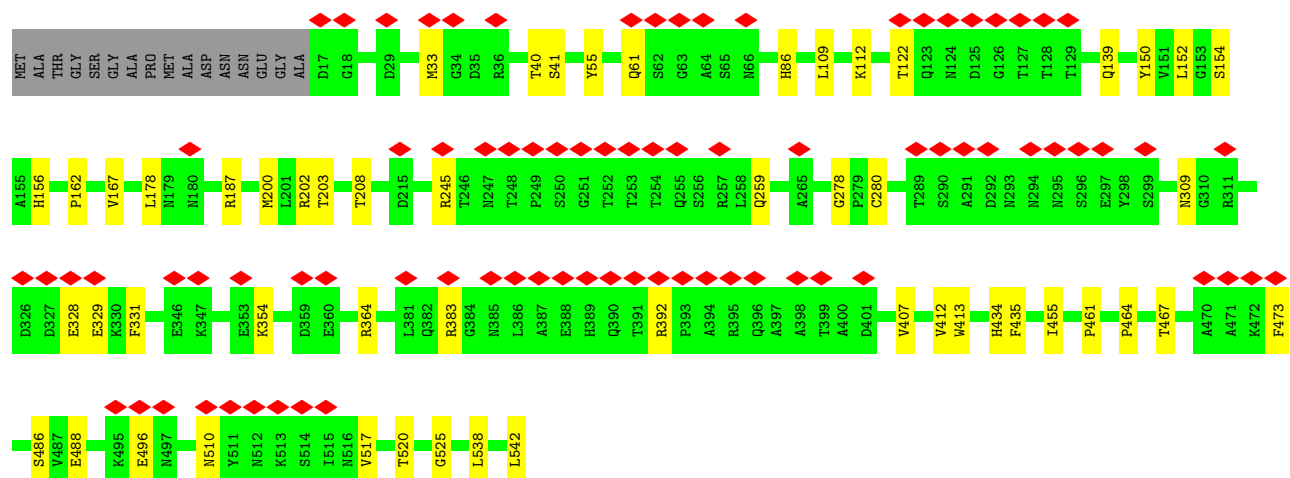 MET ALA THR GLY SER GLY ALA PRO MET ALA ASP ASN ASN GLU GLY ALA D17 G18 D29 M33 G34 D35 R36 T40 S41 Y55 Q61 S62 G63 A64 S65 N66 H86 L109 K112 T122 Q123 N124 D125 G126 T127 T128 T129 Q139 Y150 V151 L152 G153 S154
A155 H156 P162 V167 L178 N179 N180 R187 M200 L201 R202 T203 T208 D215 R245 T246 N247 T248 P249 S250 G251 T252 T253 T254 Q255 S256 R257 L258 Q259 A265 G278 P279 C280 T289 S290 A291 D292 N293 N294 N295 S296 E297 Y298 S299 N309 G310 R311
D326 D327 E328 E329 K330 F331 E346 K347 E353 K354 D359 E360 R364 L381 Q382 R383 G384 N385 L386 A387 E388 H389 Q390 T391 R392 P393 A394 R395 Q396 A397 A398 T399 A400 D401 V407 V412 W413 H434 F435 I455 P461 P464 T467 A470 A471 K472 F473
S486 V487 E488 K495 E496 N497 N510 Y511 N512 K513 S514 I515 N516 V517 T520 G525 L538 L542